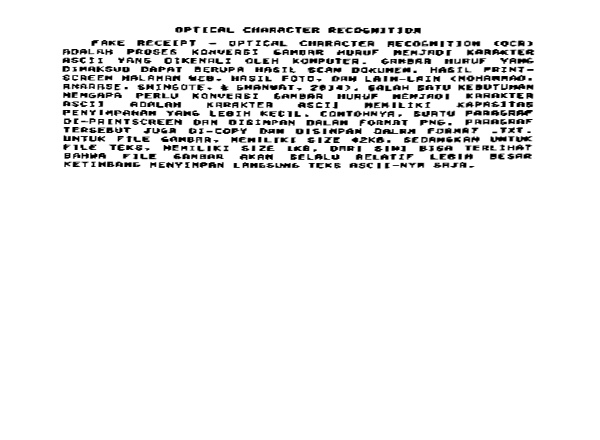 OPTICAL CHARACTER RECOGNITION
FAKE RECEIPT - OPTICAL CHARACTER RECOGNITION (OCR)
ADALAH PROSES KONVERSI GAMBAR HURUF MENJADI KARAKTER
ASCII YANG DIKENALI OLEH KOMPUTER. GAMBAR HURUF YANG
DIMAKSUD DAPAT BERUPA HASIL SCAN DOKUMEN, HASIL PRINT-
SCREEN HALAMAN WEB, HASIL FOTO, DAN LAIN-LAIN (MOHAMMAD,
ANARASE, SHINGOTE, & GHANWAT, 2014). SALAH SATU KEBUTUHAN
MENGAPA PERLU KONVERSI GAMBAR HURUF MENJADI KARAKTER
ASCII ADALAH KARAKTER ASCII MEMILIKI KAPASITAS
PENYIMPANAN YANG LEBIH KECIL. CONTOHNYA, SUATU PARAGRAF
DI-PRINTSCREEN DAN DISIMPAN DALAM FORMAT PNG. PARAGRAF
TERSEBUT JUGA DI-COPY DAN DISIMPAN DALAM FORMAT .TXT.
UNTUK FILE GAMBAR, MEMILIKI SIZE 42KB, SEDANGKAN UNTUK
FILE TEKS, MEMILIKI SIZE 1KB. DARI SINI BISA TERLIHAT
BAHWA FILE GAMBAR AKAN SELALU RELATIF LEBIH BESAR
KETIMBANG MENYIMPAN LANGSUNG TEKS ASCII-NYA SAJA.